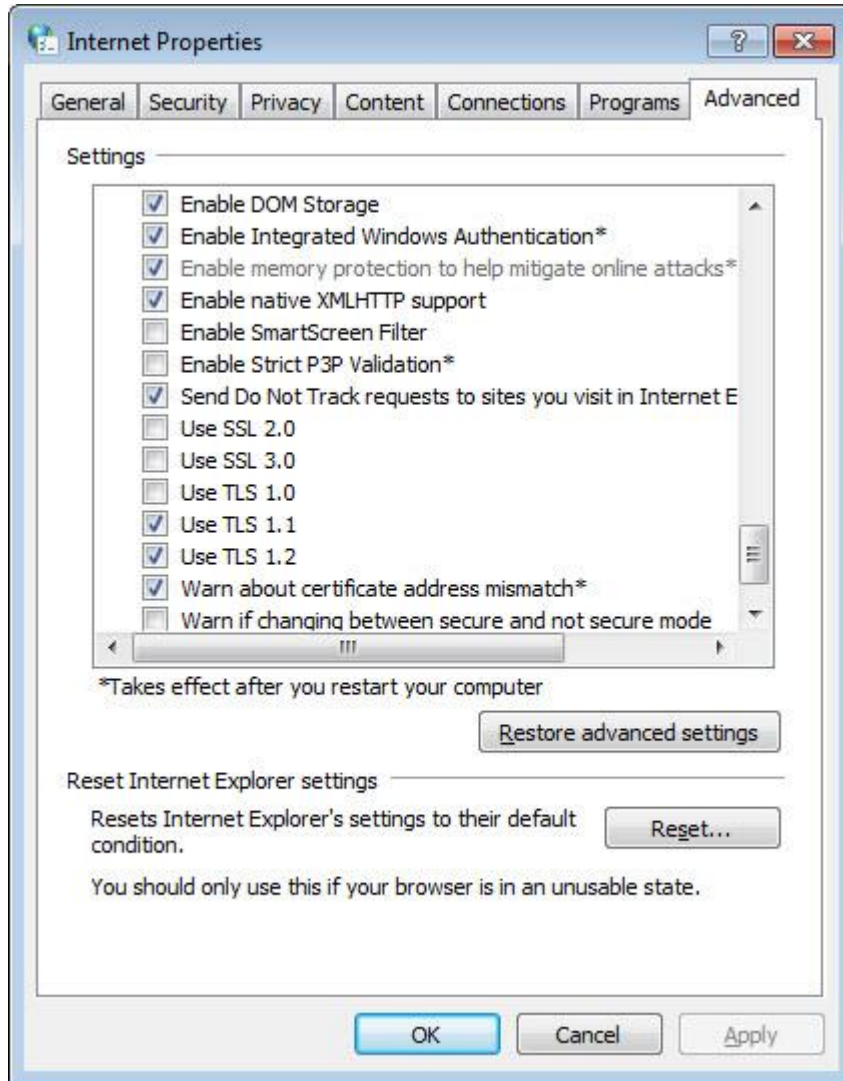 Internet Properties
General Security Privacy Content Connections Programs Advanced
Settings
Enable DOM Storage
Enable Integrated Windows Authentication*
Enable memory protection to help mitigate online attacks*
Enable native XMLHTTP support
Enable SmartScreen Filter
Enable Strict P3P Validation*
Send Do Not Track requests to sites you visit in Internet E
Use SSL 2.0
Use SSL 3.0
Use TLS 1.0
Use TLS 1.1
Use TLS 1.2
Warn about certificate address mismatch*
Warn if changing between secure and not secure mode
*Takes effect after you restart your computer
Restore advanced settings
Reset Internet Explorer settings
Resets Internet Explorer's settings to their default
condition.
Reset...
You should only use this if your browser is in an unusable state.
OK Cancel Apply